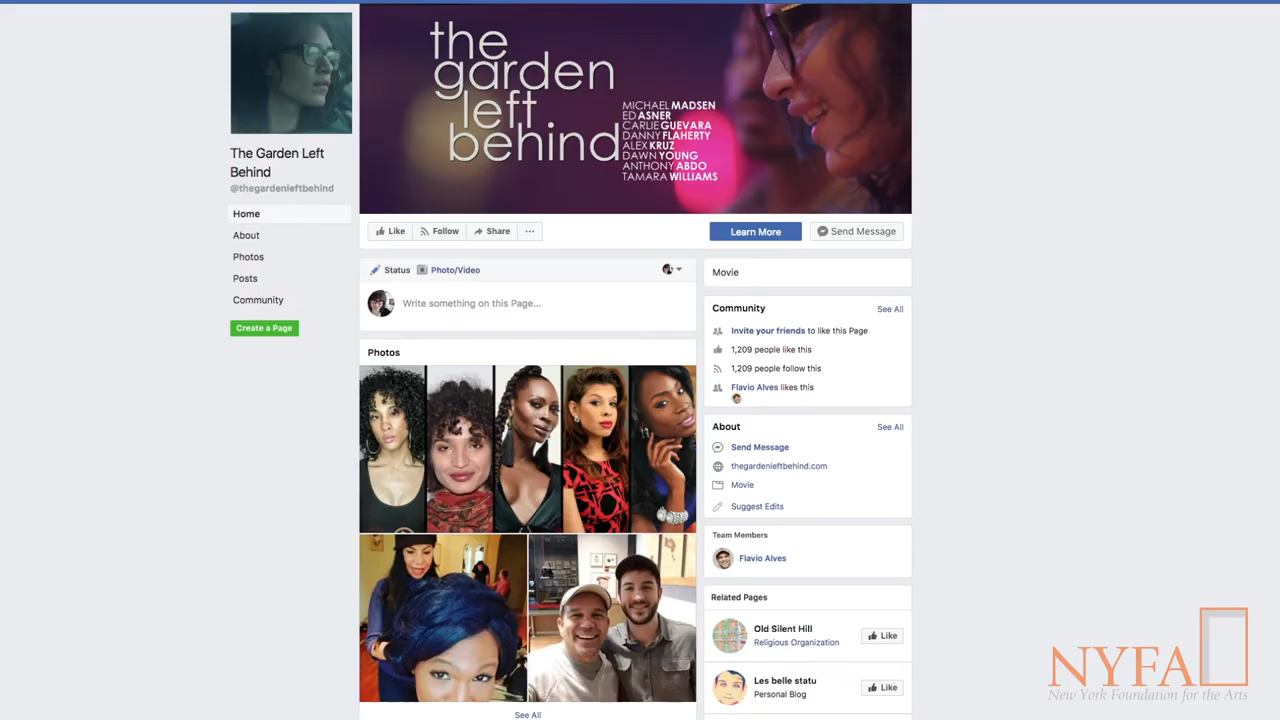 the
garden
left
behind
MICHAEL MADSEN
ED ASNER
CARLIE GUEVARA
DANNY FLAHERTY
ALEX KRUZ
DAWN YOUNG
ANTHONY ABDO
TAMARA WILLIAMS
The Garden Left
Behind
@thegardenleftbehind
Home
About
Photos
Posts
Community
Create a Page
Like
Follow
Share
...
Learn More
Send Message
Status
Photo/Video
Write something on this Page...
Photos
See All
Movie
Community
See All
Invite your friends to like this Page
1,209 people like this
1,209 people follow this
Flavio Alves likes this
About
See All
Send Message
thegardenleftbehind.com
Movie
Suggest Edits
Team Members
Flavio Alves
Related Pages
Old Silent Hill
Religious Organization
Like
Les belle statu
Personal Blog
Like
NYFA
New York Foundation for the Arts